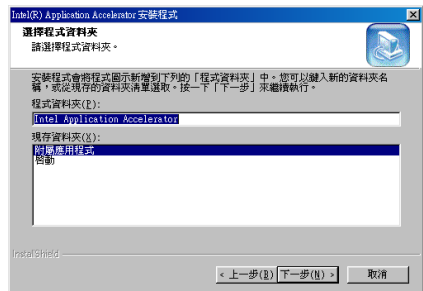 Intel(R) Application Accelerator 安裝程式
選擇程式資料夾
請選擇程式資料夾。
安裝程式會將程式圖示新增到下列的「程式資料夾」中。您可以鍵入新的資料夾名
稱，或從現存的資料夾清單選取。按一下「下一步」來繼續執行。
程式資料夾(P):
Intel Application Accelerator
現存資料夾(X):
附屬應用程式
啟動
InstallShield
< 上一步(B)
下一步(N) >
取消